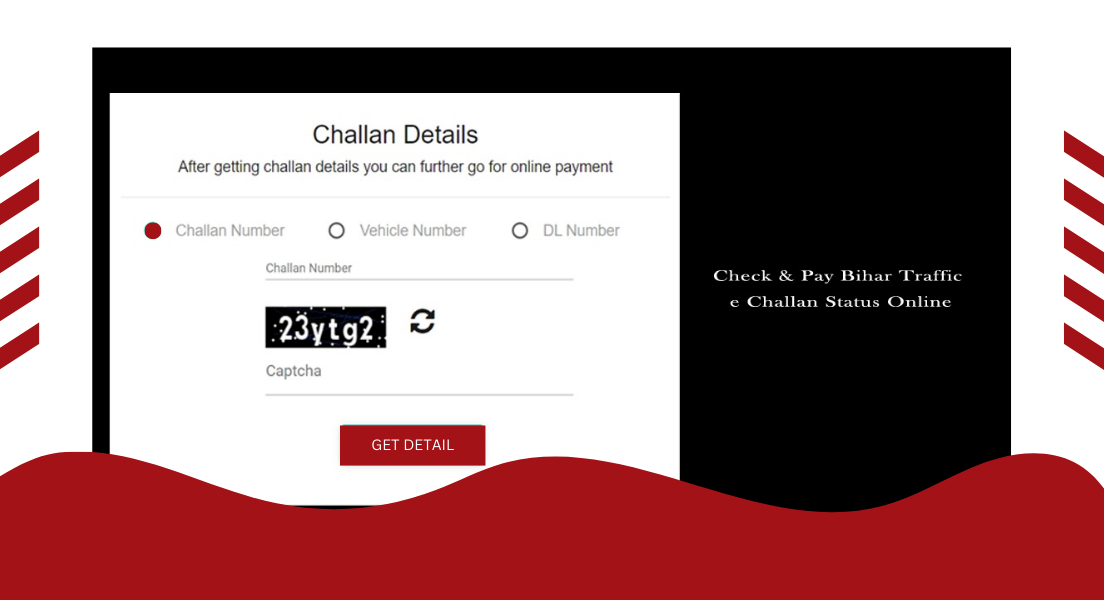 Challan Details
After getting challan details you can further go for online payment
Challan Number Vehicle Number DL Number
Challan Number
23ytg2
Captcha
GET DETAIL
Check & Pay Bihar Traffic
e Challan Status Online